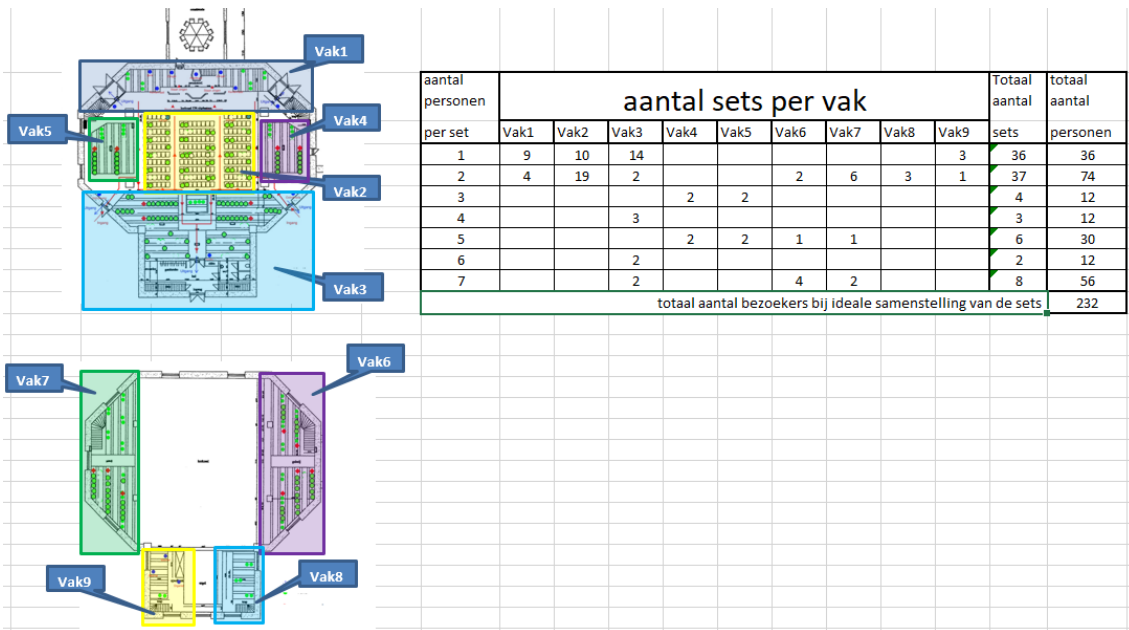 Vak1
Vak5
Vak4
Vak2
Vak3
Vak7
Vak6
Vak9
Vak8
aantal personen per set | aantal sets per vak | Totaal aantal sets | totaal aantal personen
Vak1 Vak2 Vak3 Vak4 Vak5 Vak6 Vak7 Vak8 Vak9
1 9 10 14 3 36 36
2 4 19 2 2 6 3 1 37 74
3 2 2 4 12
4 3 3 12
5 2 2 1 1 6 30
6 2 2 12
7 2 4 2 8 56
totaal aantal bezoekers bij ideale samenstelling van de sets 232